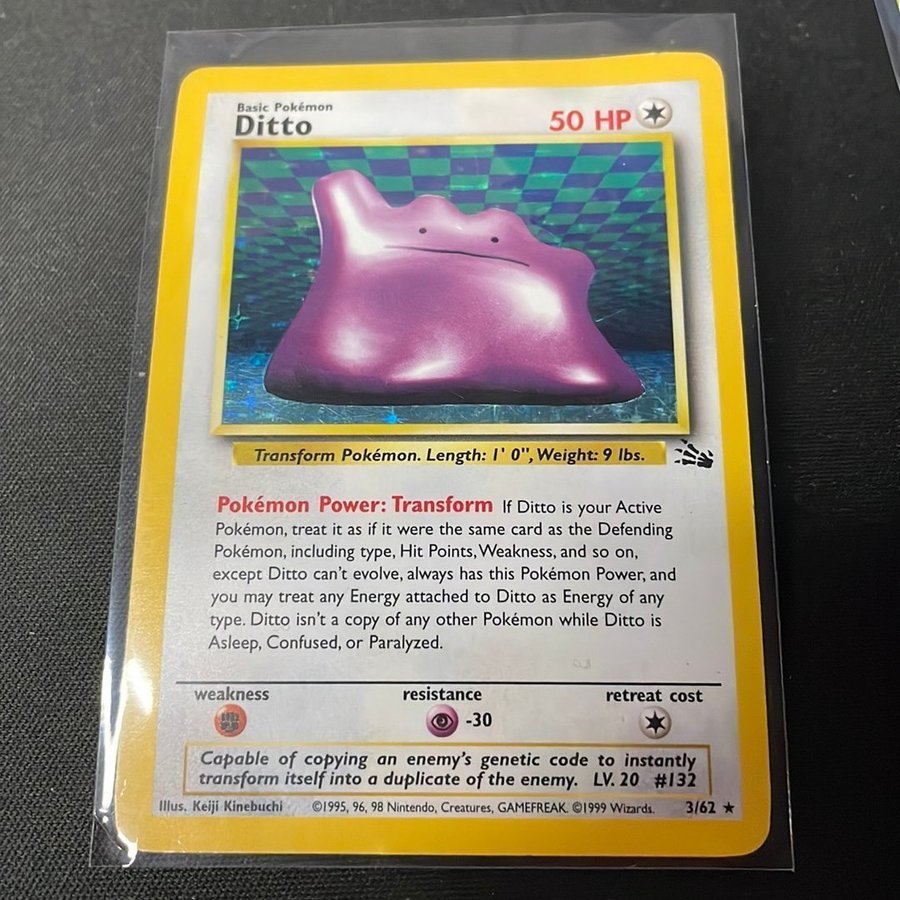 Basic Pokémon
Ditto
50 HP
Transform Pokémon. Length: 1' 0", Weight: 9 lbs.
Pokémon Power: Transform If Ditto is your Active
Pokémon, treat it as if it were the same card as the Defending
Pokémon, including type, Hit Points, Weakness, and so on,
except Ditto can't evolve, always has this Pokémon Power, and
you may treat any Energy attached to Ditto as Energy of any
type. Ditto isn't a copy of any other Pokémon while Ditto is
Asleep, Confused, or Paralyzed.
weakness resistance retreat cost
-30
Capable of copying an enemy's genetic code to instantly
transform itself into a duplicate of the enemy. LV. 20 #132
Illus. Keiji Kinebuchi ©1995, 96, 98 Nintendo, Creatures, GAMEFREAK. ©1999 Wizards. 3/62 ★